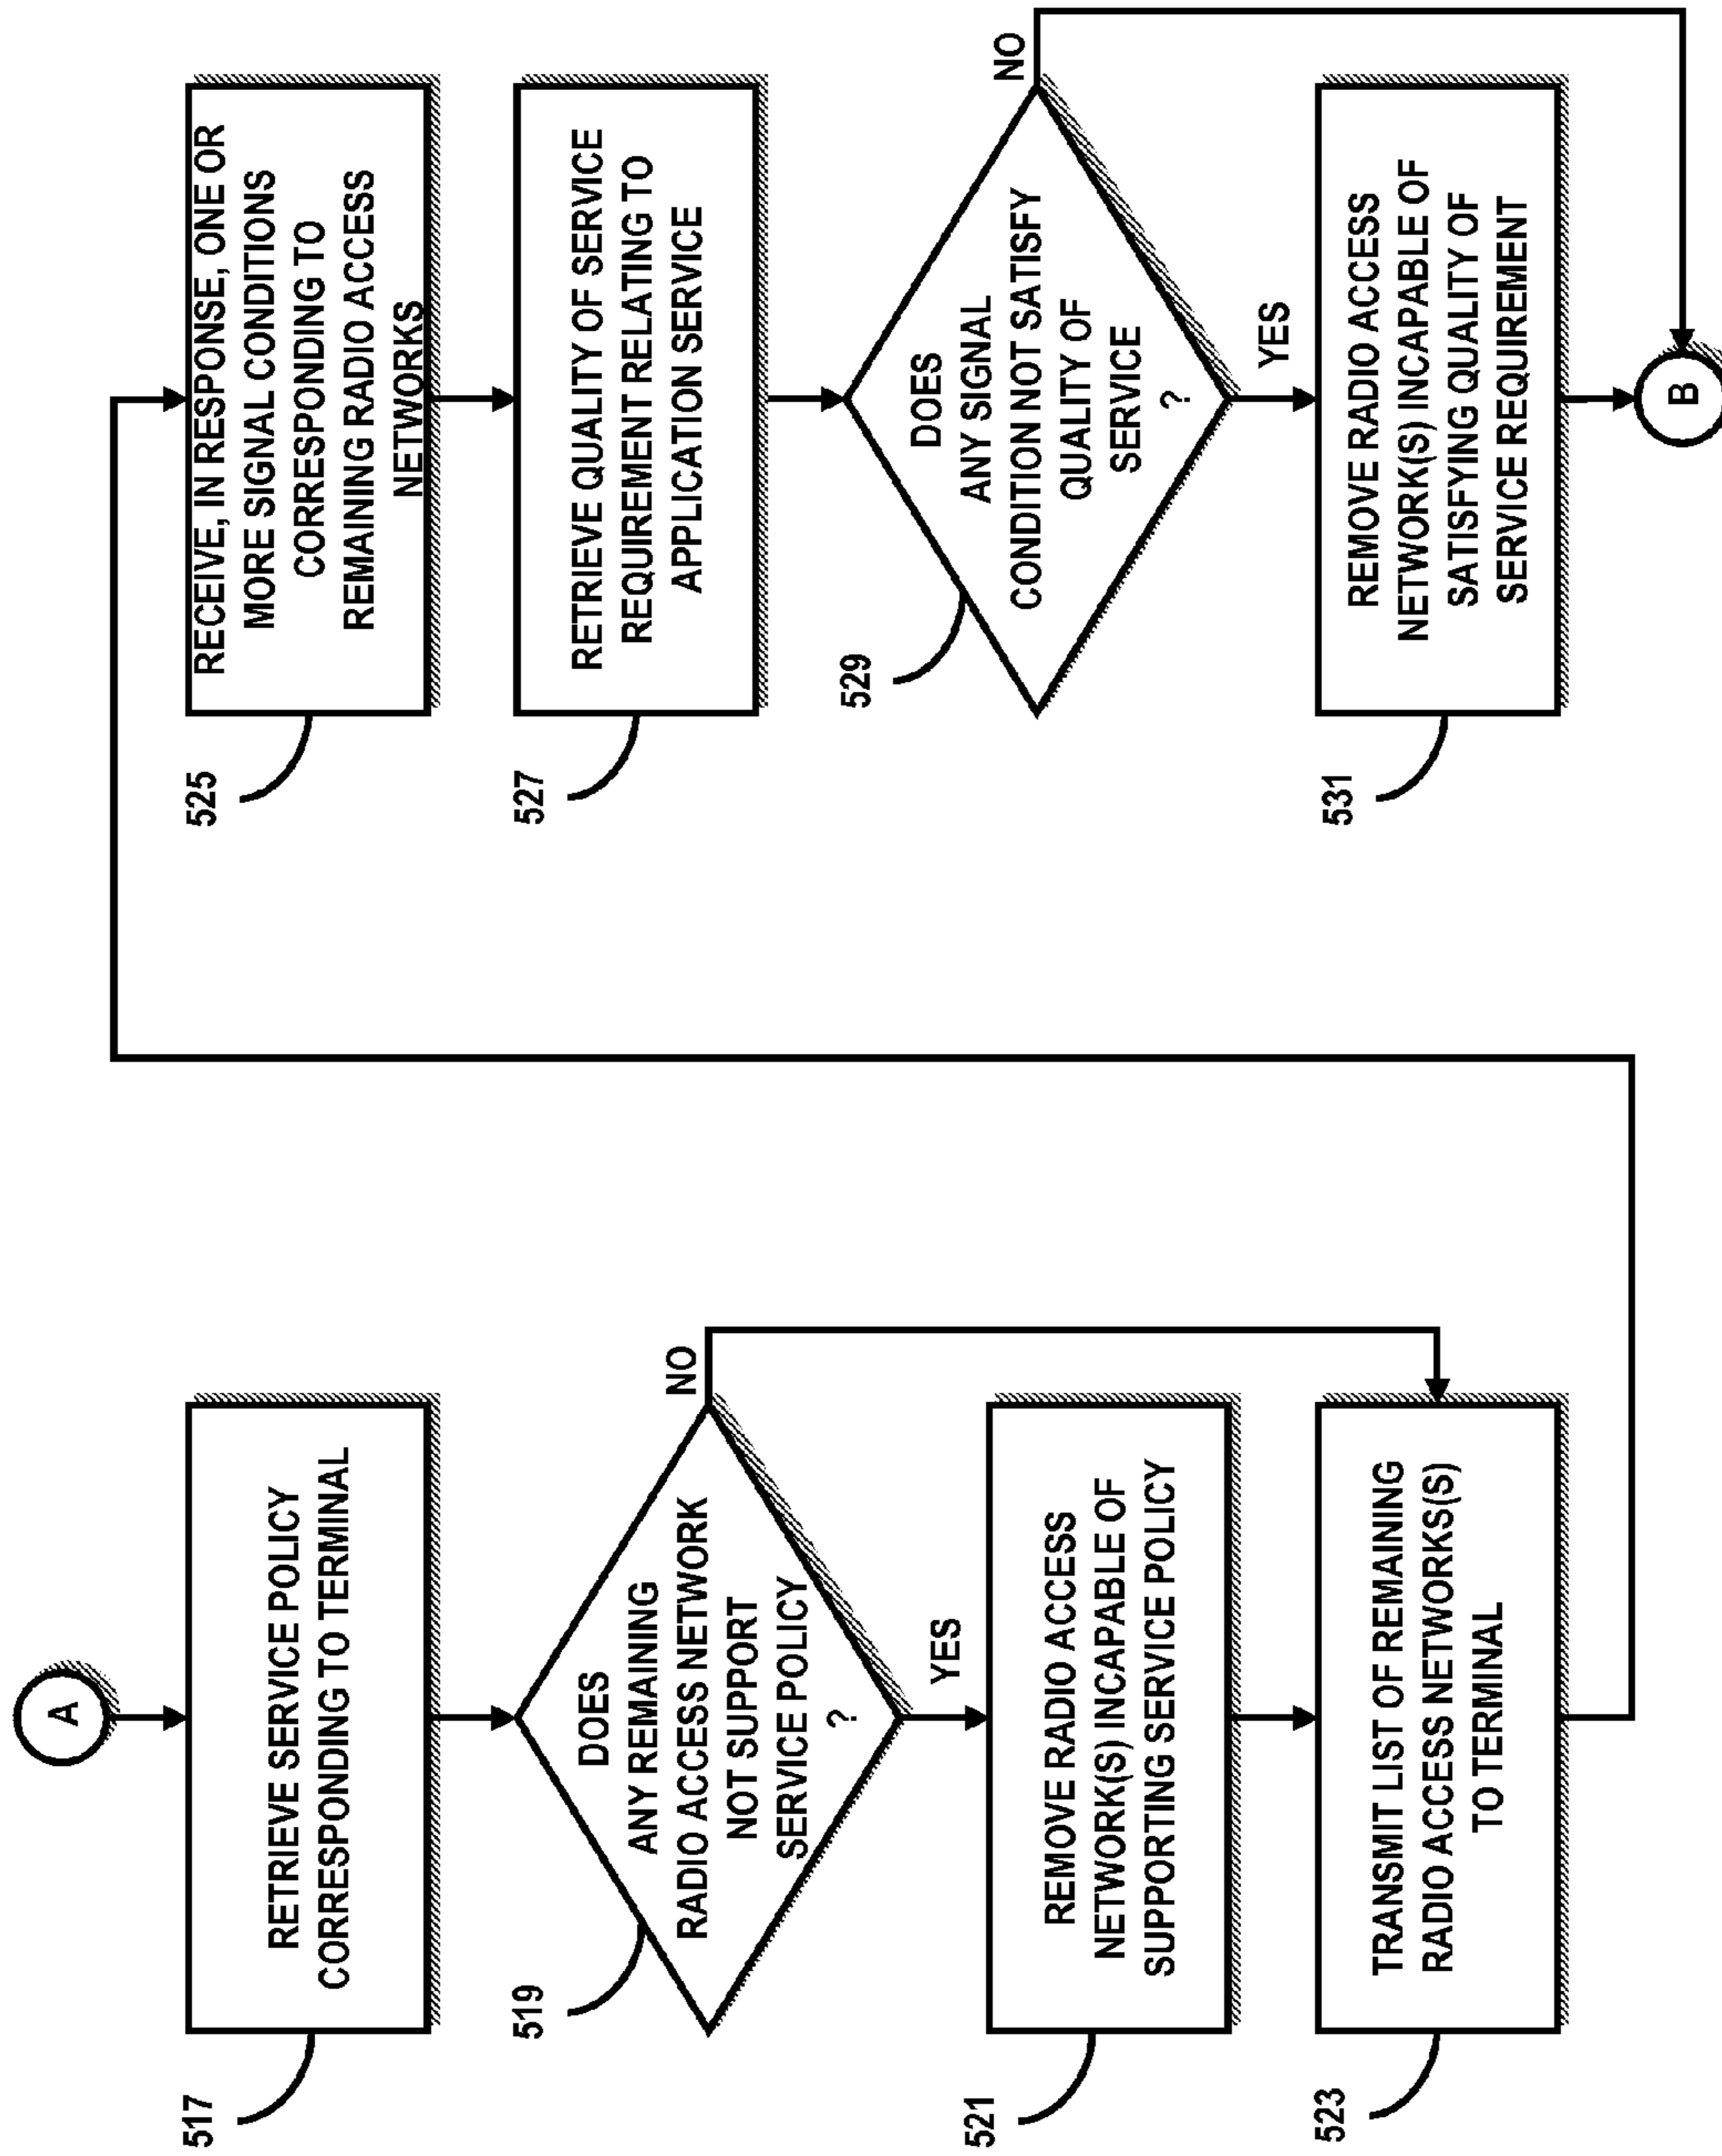 A
517
RETRIEVE SERVICE POLICY
CORRESPONDING TO TERMINAL
519
DOES
ANY REMAINING
RADIO ACCESS NETWORK
NOT SUPPORT
SERVICE POLICY
?
NO
YES
521
REMOVE RADIO ACCESS
NETWORK(S) INCAPABLE OF
SUPPORTING SERVICE POLICY
523
TRANSMIT LIST OF REMAINING
RADIO ACCESS NETWORKS(S)
TO TERMINAL
525
RECEIVE, IN RESPONSE, ONE OR
MORE SIGNAL CONDITIONS
CORRESPONDING TO
REMAINING RADIO ACCESS
NETWORKS
527
RETRIEVE QUALITY OF SERVICE
REQUIREMENT RELATING TO
APPLICATION SERVICE
529
DOES
ANY SIGNAL
CONDITION NOT SATISFY
QUALITY OF
SERVICE
?
NO
YES
531
REMOVE RADIO ACCESS
NETWORK(S) INCAPABLE OF
SATISFYING QUALITY OF
SERVICE REQUIREMENT
B